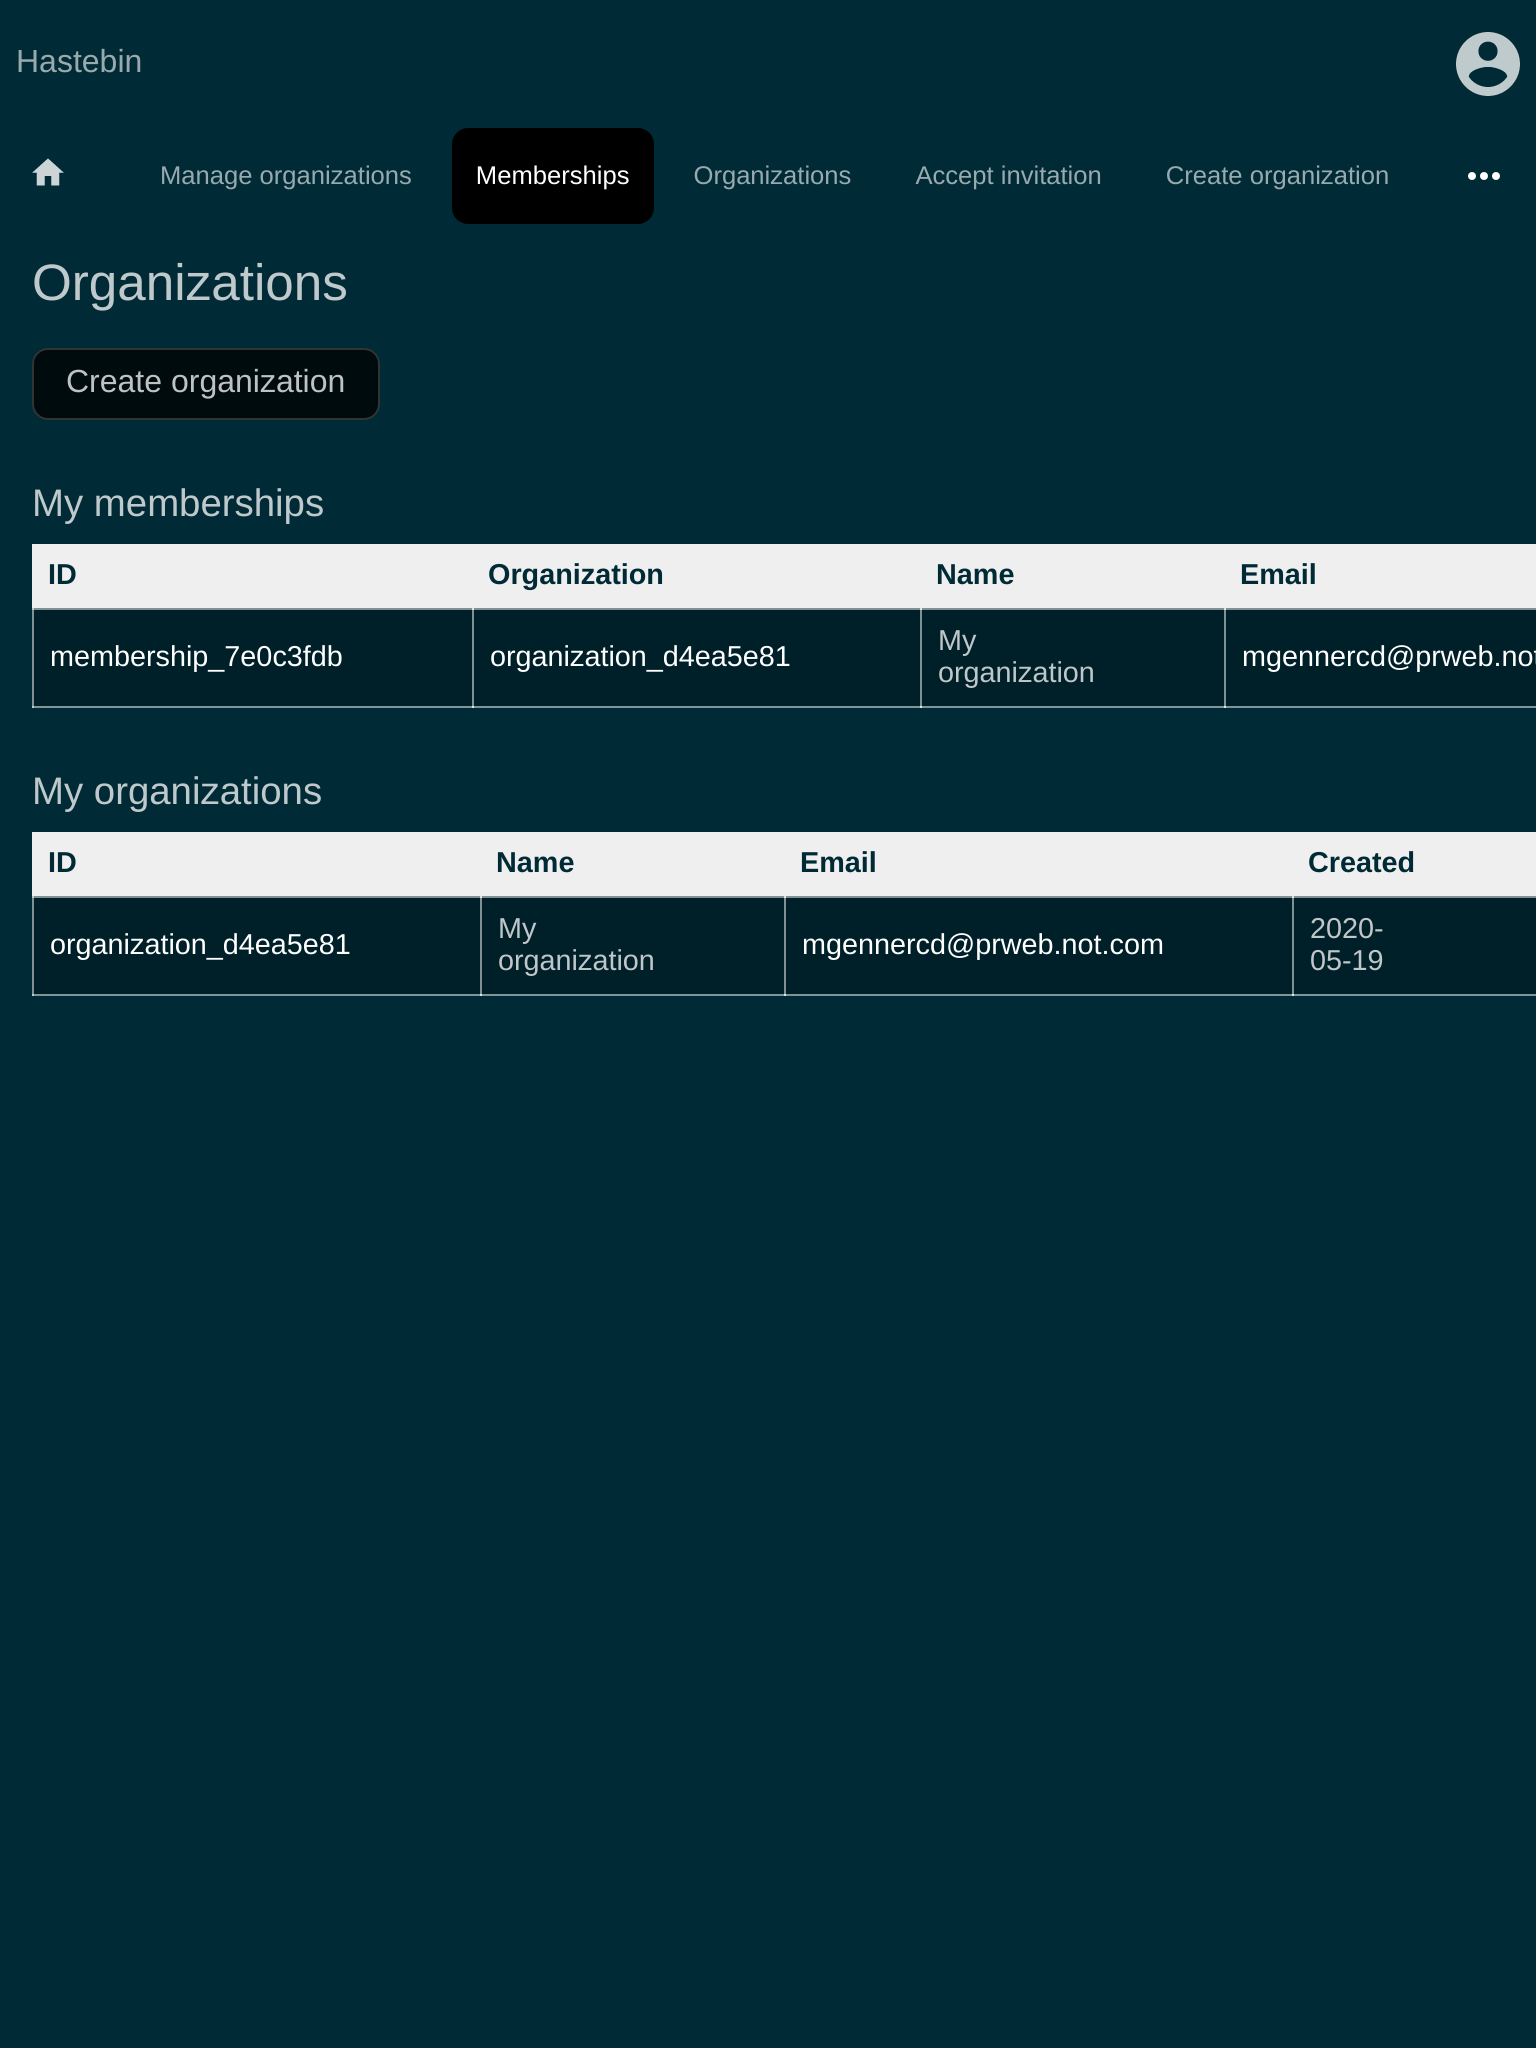 Hastebin
Manage organizations Memberships Organizations Accept invitation Create organization
Organizations
Create organization
My memberships
ID Organization Name Email
membership_7e0c3fdb organization_d4ea5e81 My organization mgennercd@prweb.not
My organizations
ID Name Email Created
organization_d4ea5e81 My organization mgennercd@prweb.not.com 2020-05-19